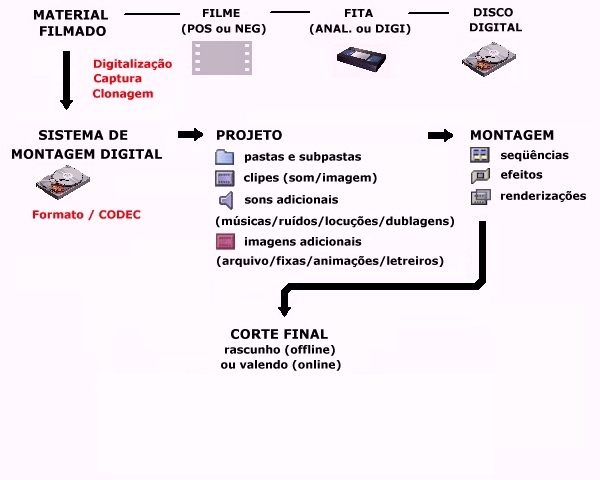 MATERIAL
FILMADO
FILME
(POS ou NEG)
FITA
(ANAL. ou DIGI)
DISCO
DIGITAL
Digitalização
Captura
Clonagem
SISTEMA DE
MONTAGEM DIGITAL
Formato / CODEC
PROJETO
pastas e subpastas
clipes (som/imagem)
sons adicionais
(músicas/ruídos/locuções/dublagens)
imagens adicionais
(arquivo/fixas/animações/letreiros)
MONTAGEM
seqüências
efeitos
renderizações
CORTE FINAL
rascunho (offline)
ou valendo (online)